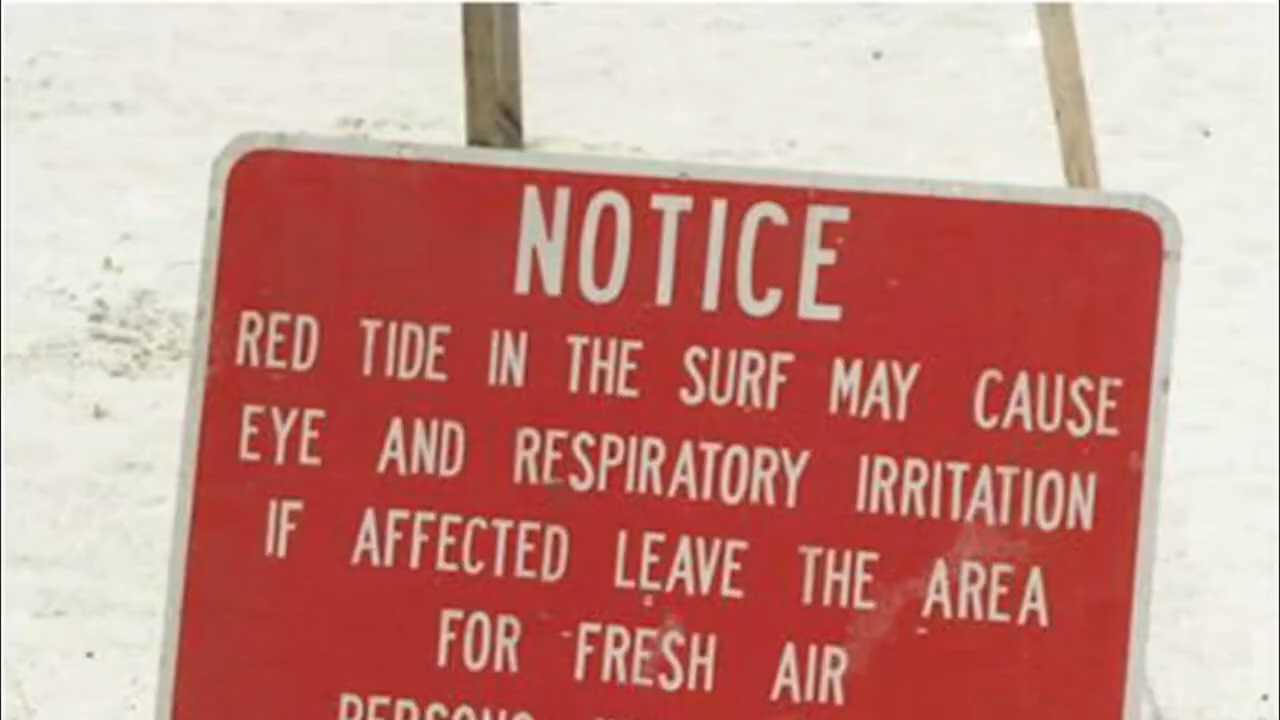 NOTICE
RED TIDE IN THE SURF MAY CAUSE
EYE AND RESPIRATORY IRRITATION
IF AFFECTED LEAVE THE AREA
FOR FRESH AIR
PERSONS